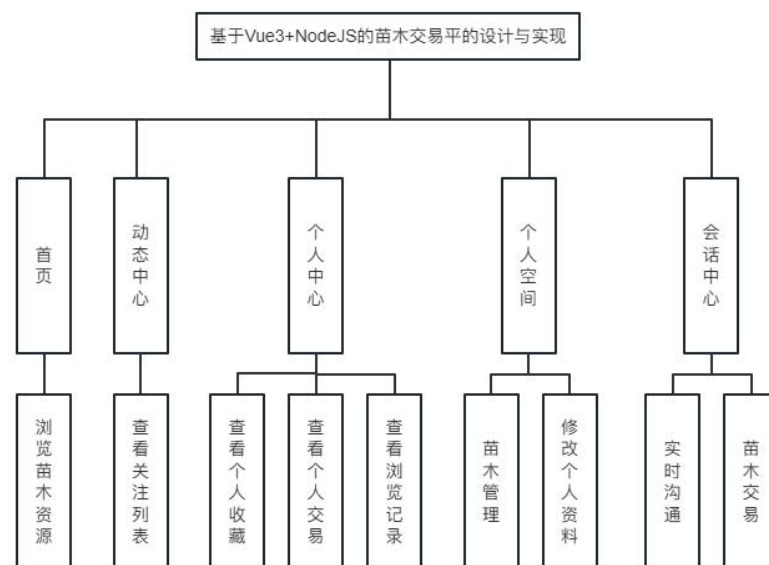 基于Vue3+NodeJS的苗木交易平的设计与实现
首页
动态中心
个人中心
个人空间
会话中心
浏览苗木资源
查看关注列表
查看个人收藏
查看个人交易
查看浏览记录
苗木管理
修改个人资料
实时沟通
苗木交易